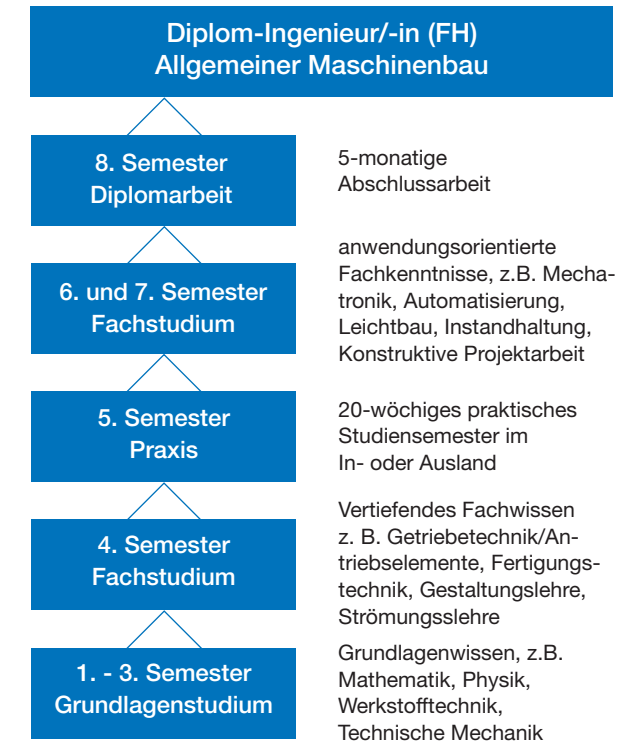 Diplom-Ingenieur/-in (FH)
Allgemeiner Maschinenbau
8. Semester
Diplomarbeit
5-monatige
Abschlussarbeit
6. und 7. Semester
Fachstudium
anwendungsorientierte
Fachkenntnisse, z.B. Mecha-
tronik, Automatisierung,
Leichtbau, Instandhaltung,
Konstruktive Projektarbeit
5. Semester
Praxis
20-wöchiges praktisches
Studiensemester im
In- oder Ausland
4. Semester
Fachstudium
Vertiefendes Fachwissen
z. B. Getriebetechnik/An-
triebselemente, Fertigungs-
technik, Gestaltungslehre,
Strömungsslehre
1. - 3. Semester
Grundlagenstudium
Grundlagenwissen, z.B.
Mathematik, Physik,
Werkstofftechnik,
Technische Mechanik